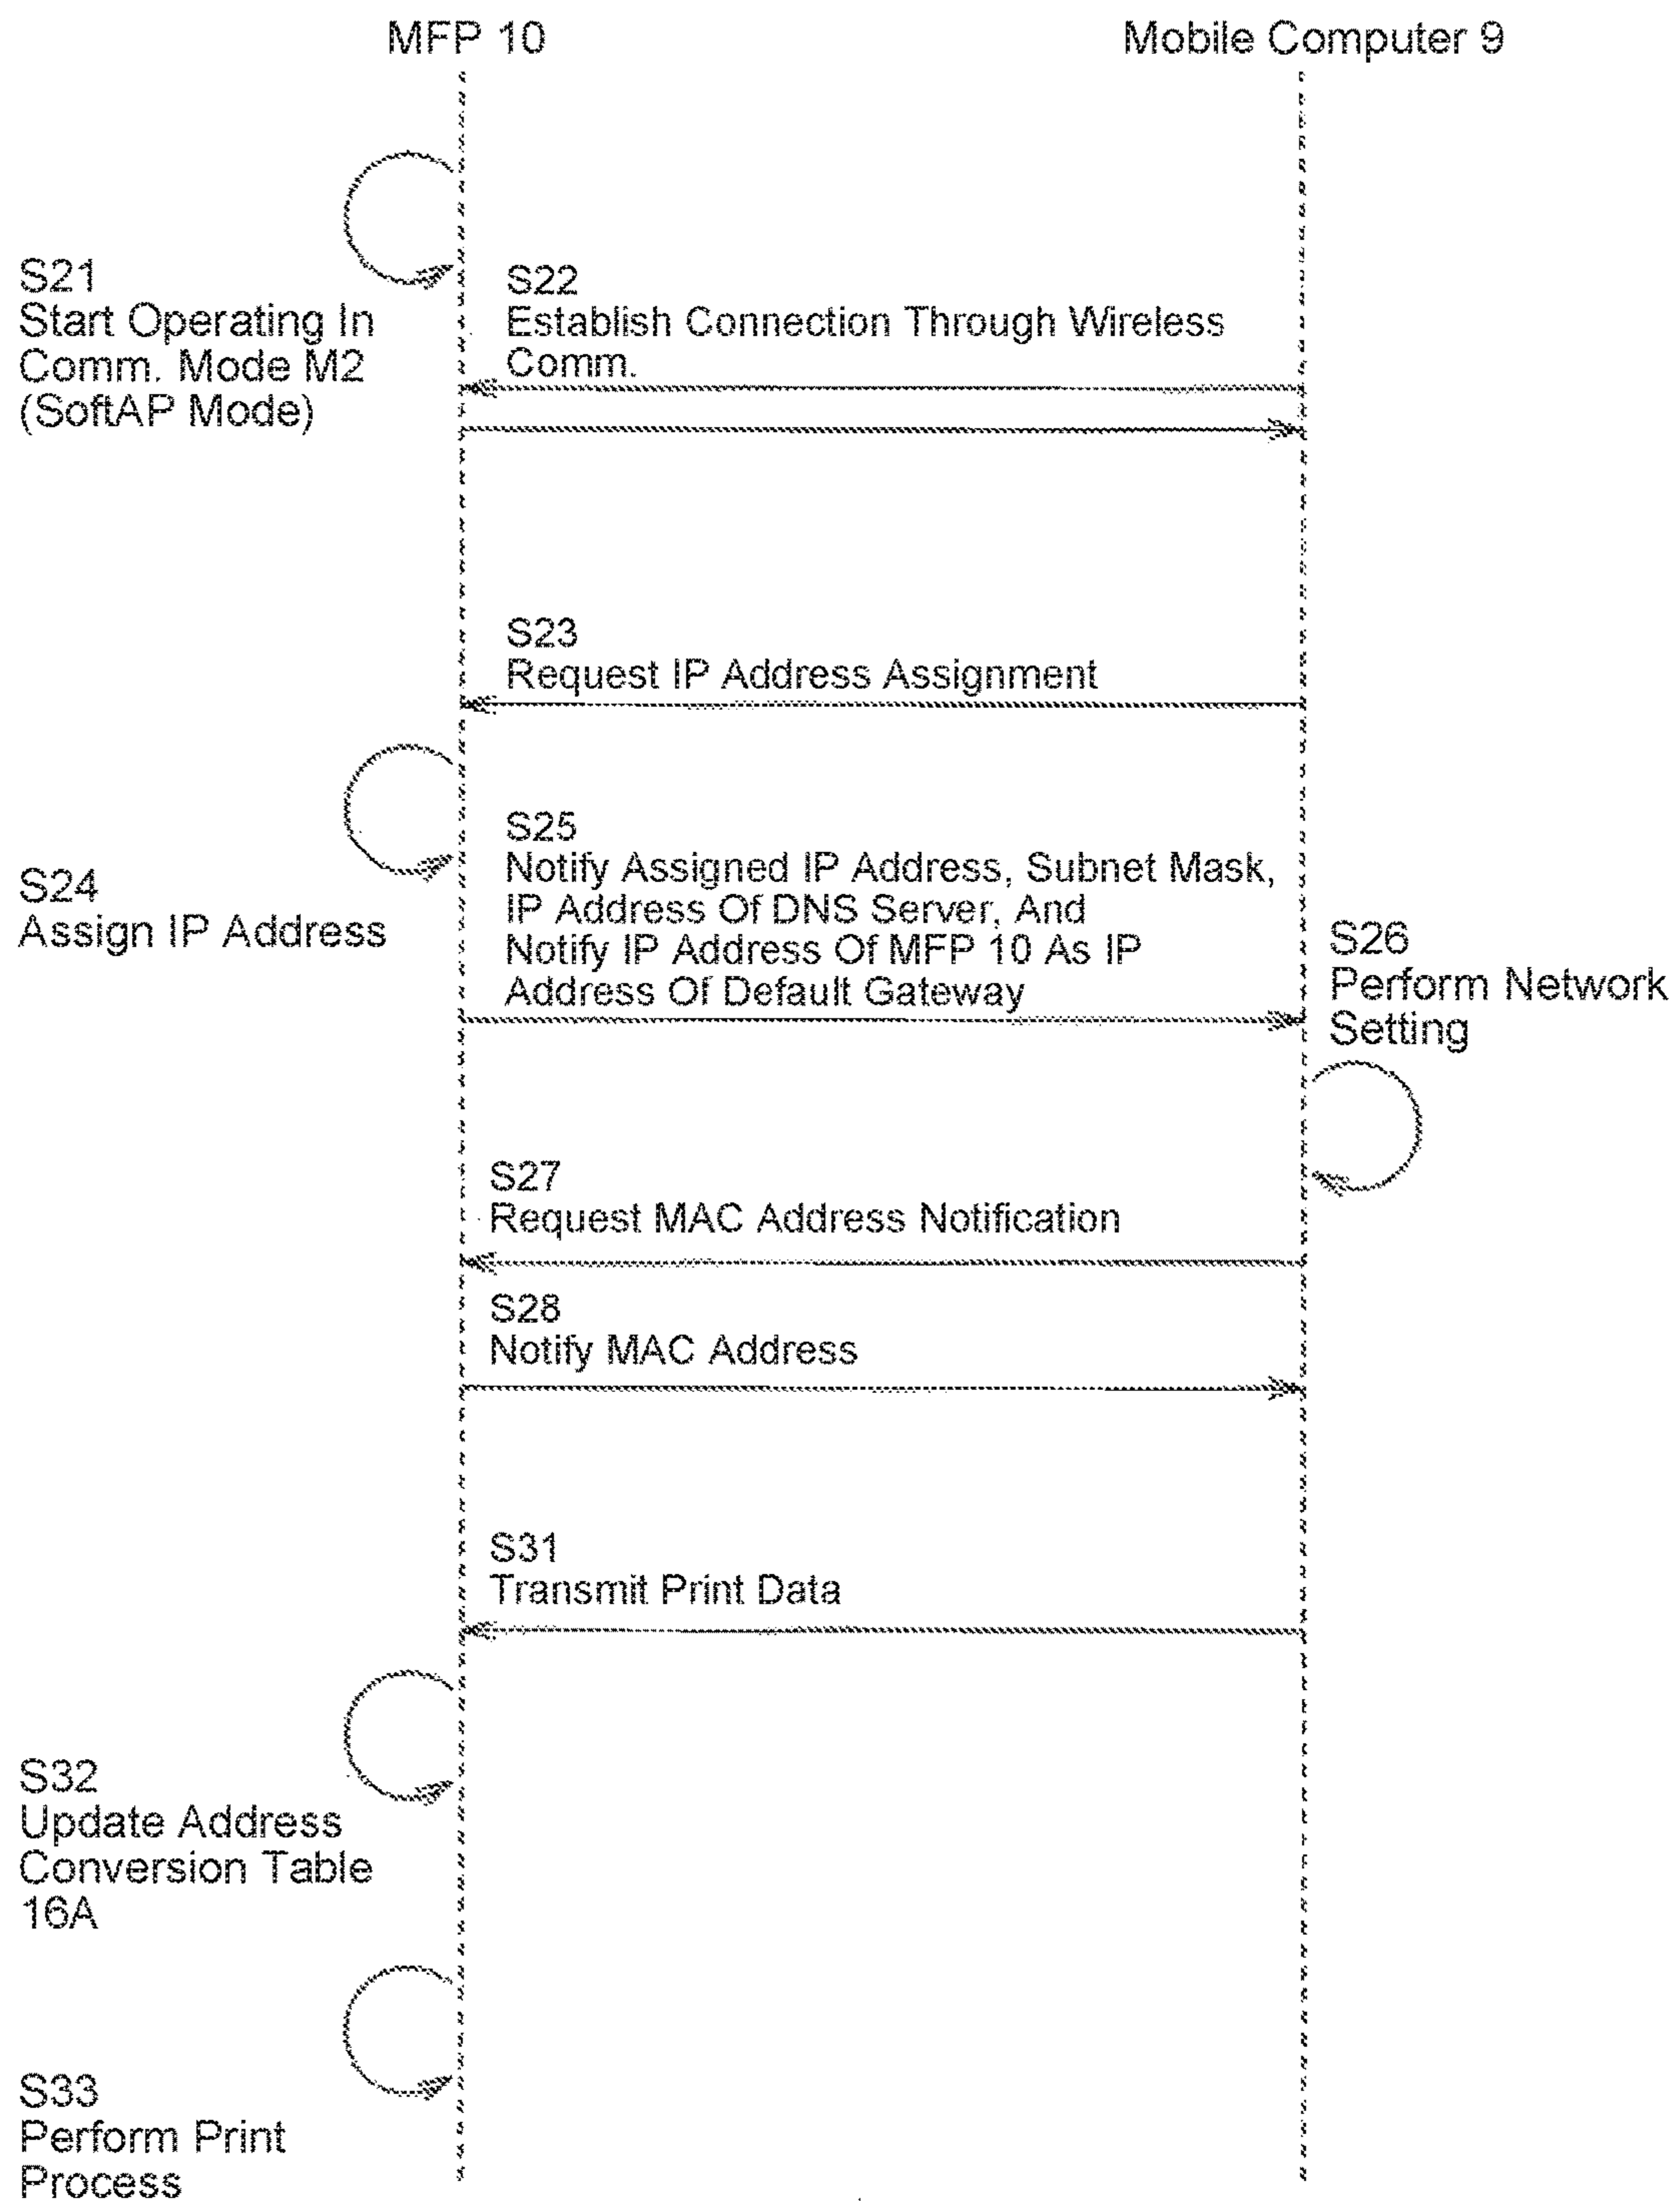 MFP 10
Mobile Computer 9
S21
Start Operating In
Comm. Mode M2
(SoftAP Mode)
S22
Establish Connection Through Wireless
Comm.
S23
Request IP Address Assignment
S24
Assign IP Address
S25
Notify Assigned IP Address, Subnet Mask,
IP Address Of DNS Server, And
Notify IP Address Of MFP 10 As IP
Address Of Default Gateway
S26
Perform Network
Setting
S27
Request MAC Address Notification
S28
Notify MAC Address
S31
Transmit Print Data
S32
Update Address
Conversion Table
16A
S33
Perform Print
Process